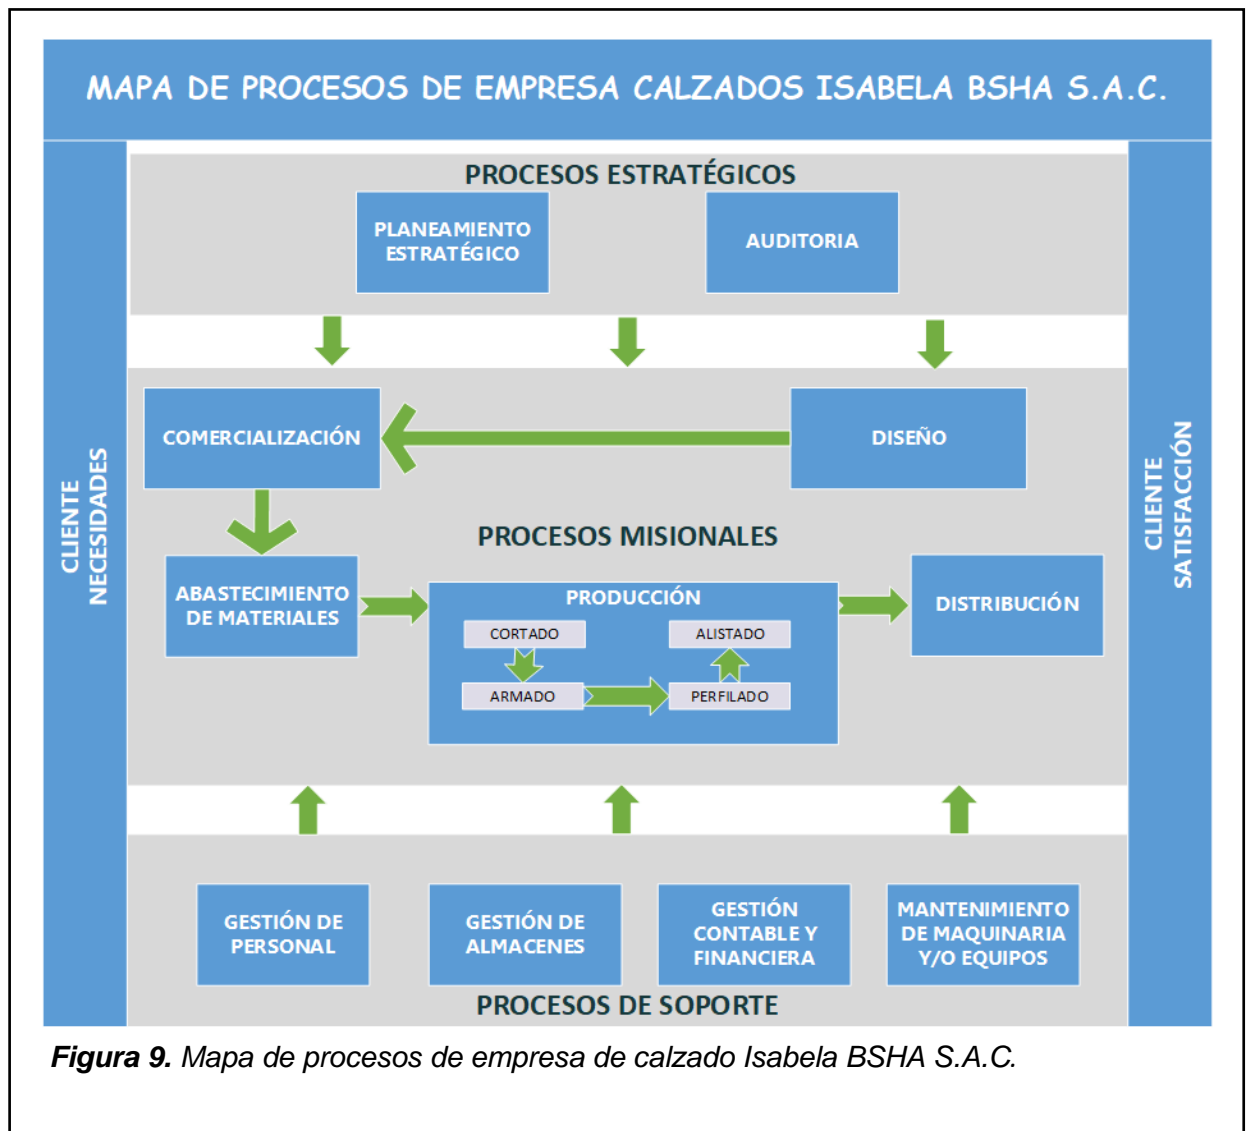 MAPA DE PROCESOS DE EMPRESA CALZADOS ISABELA BSHA S.A.C.
CLIENTE
NECESIDADES
PROCESOS ESTRATÉGICOS
PLANEAMIENTO
ESTRATÉGICO
AUDITORIA
COMERCIALIZACIÓN
DISEÑO
PROCESOS MISIONALES
ABASTECIMIENTO
DE MATERIALES
PRODUCCIÓN
CORTADO
ALISTADO
ARMADO
PERFILADO
DISTRIBUCIÓN
GESTIÓN DE
PERSONAL
GESTIÓN DE
ALMACENES
GESTIÓN
CONTABLE Y
FINANCIERA
MANTENIMIENTO
DE MAQUINARIA
Y/O EQUIPOS
PROCESOS DE SOPORTE
CLIENTE
SATISFACCIÓN
Figura 9. Mapa de procesos de empresa de calzado Isabela BSHA S.A.C.